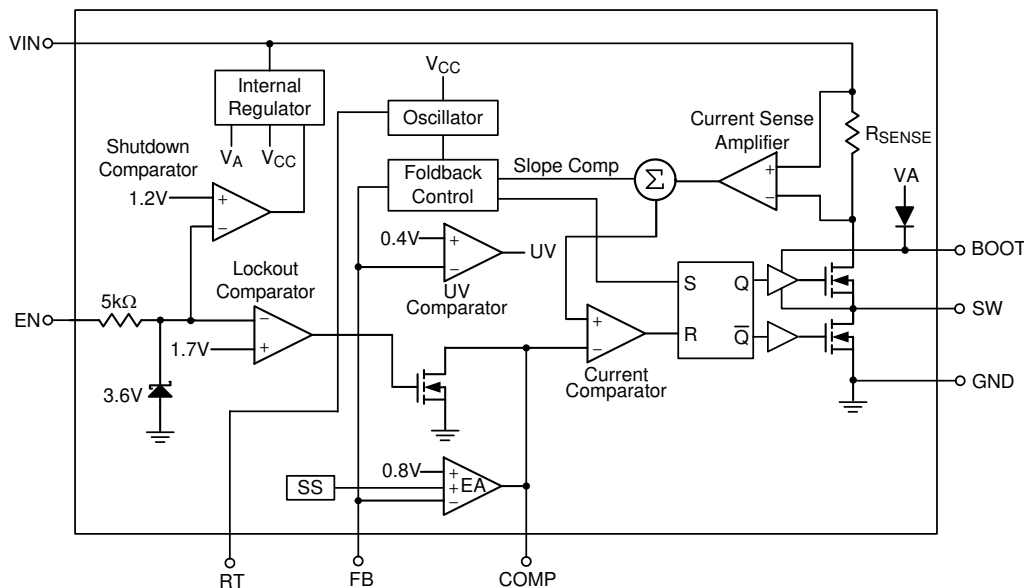 VIN
Internal
Regulator
V_A V_CC
Shutdown
Comparator
1.2V
+
−
V_CC
Oscillator
Foldback
Control
Slope Comp
Σ
Current Sense
Amplifier
+
−
R_SENSE
VA
BOOT
0.4V
+
−
UV
UV
Comparator
Lockout
Comparator
5kΩ
EN
−
+
1.7V
3.6V
+
−
Current
Comparator
S
R
Q
Q̅
SW
GND
0.8V
SS
+
+
−
EA
RT
FB
COMP